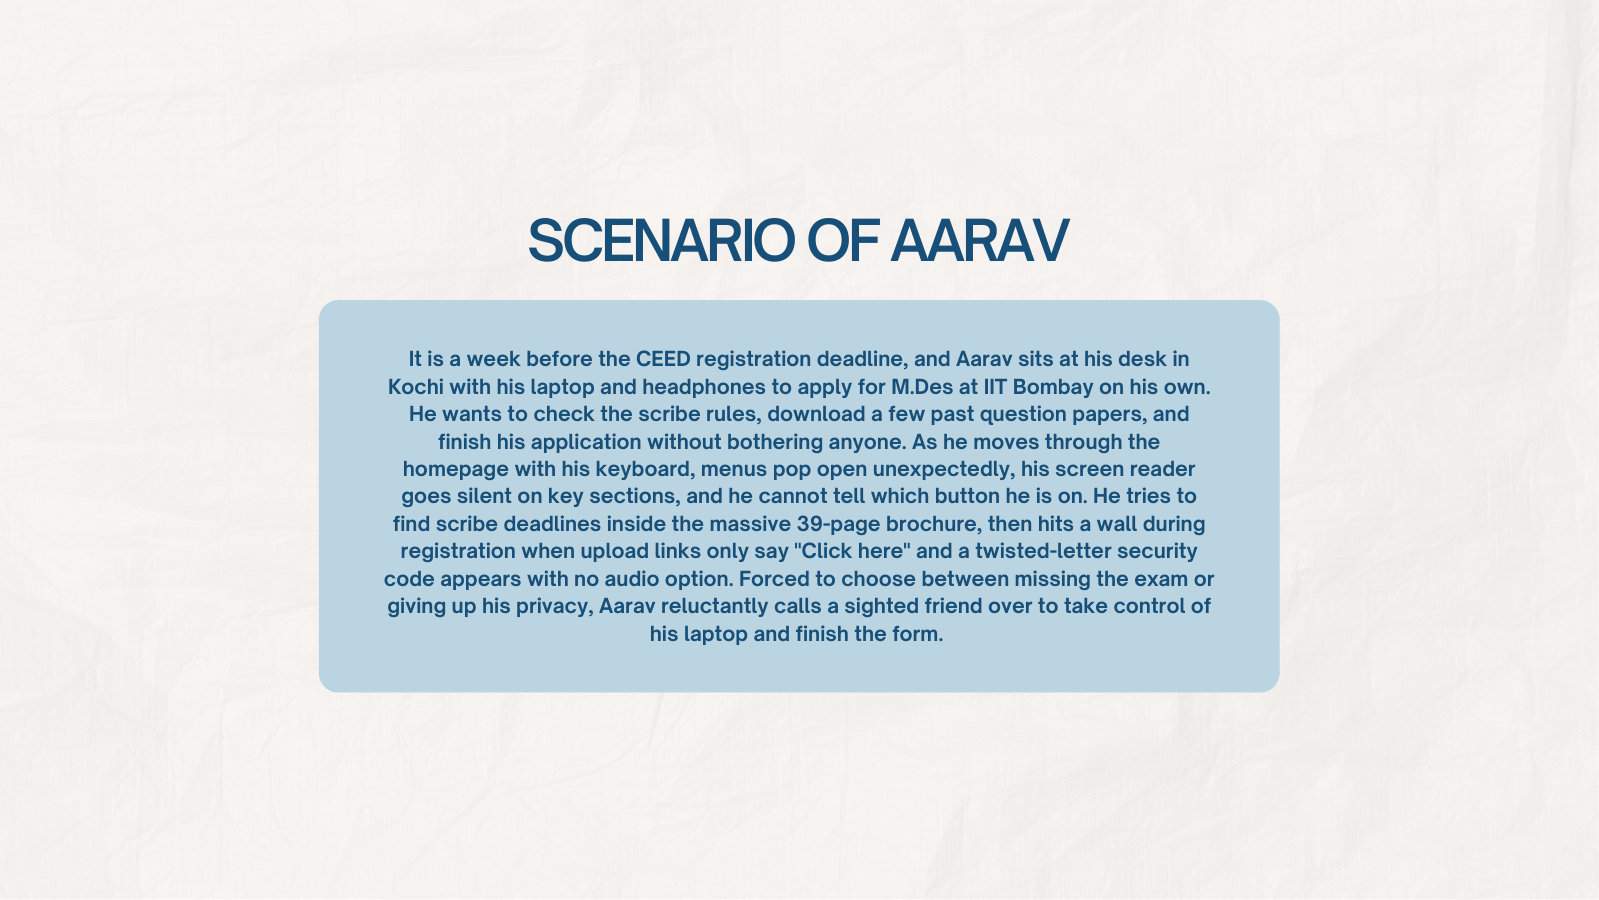 SCENARIO OF AARAV
It is a week before the CEED registration deadline, and Aarav sits at his desk in
Kochi with his laptop and headphones to apply for M.Des at IIT Bombay on his own.
He wants to check the scribe rules, download a few past question papers, and
finish his application without bothering anyone. As he moves through the
homepage with his keyboard, menus pop open unexpectedly, his screen reader
goes silent on key sections, and he cannot tell which button he is on. He tries to
find scribe deadlines inside the massive 39-page brochure, then hits a wall during
registration when upload links only say "Click here" and a twisted-letter security
code appears with no audio option. Forced to choose between missing the exam or
giving up his privacy, Aarav reluctantly calls a sighted friend over to take control of
his laptop and finish the form.